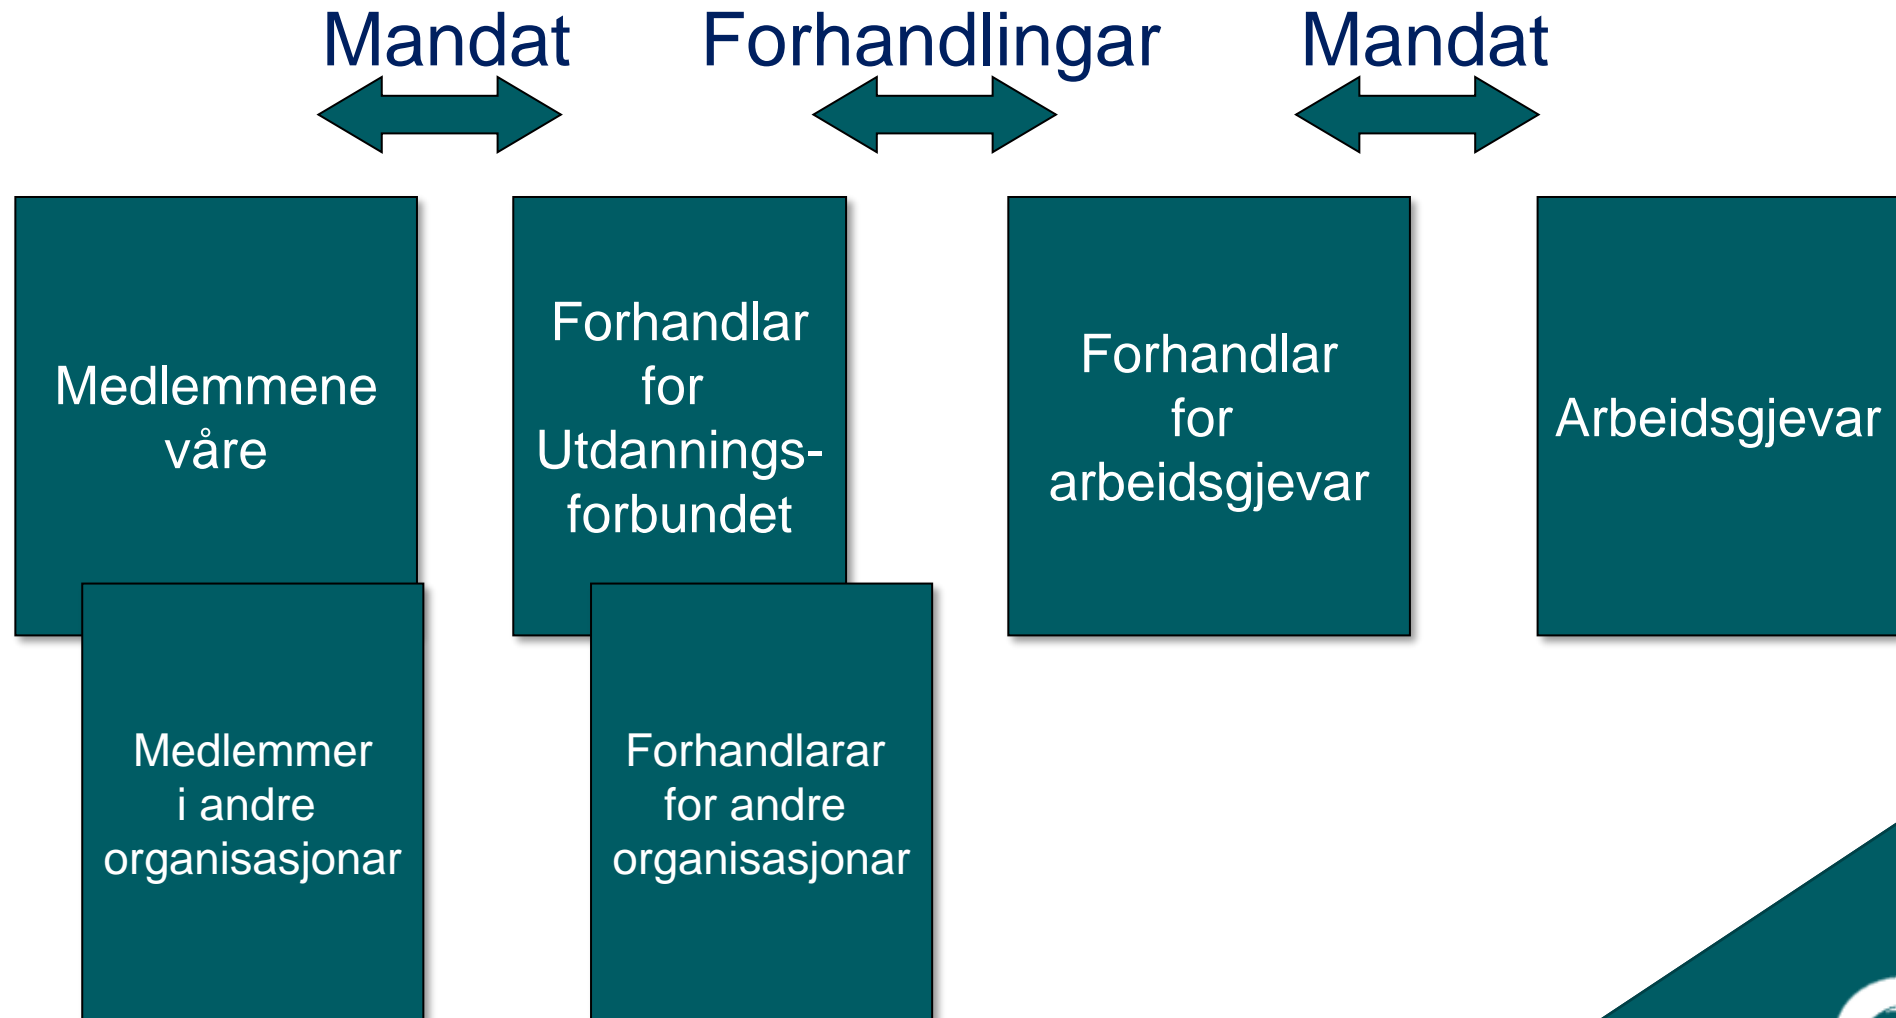 Mandat
Forhandlingar
Mandat
Medlemmene
våre
Forhandlar
for
Utdannings-
forbundet
Forhandlar
for
arbeidsgjevar
Arbeidsgjevar
Medlemmer
i andre
organisasjonar
Forhandlarar
for andre
organisasjonar